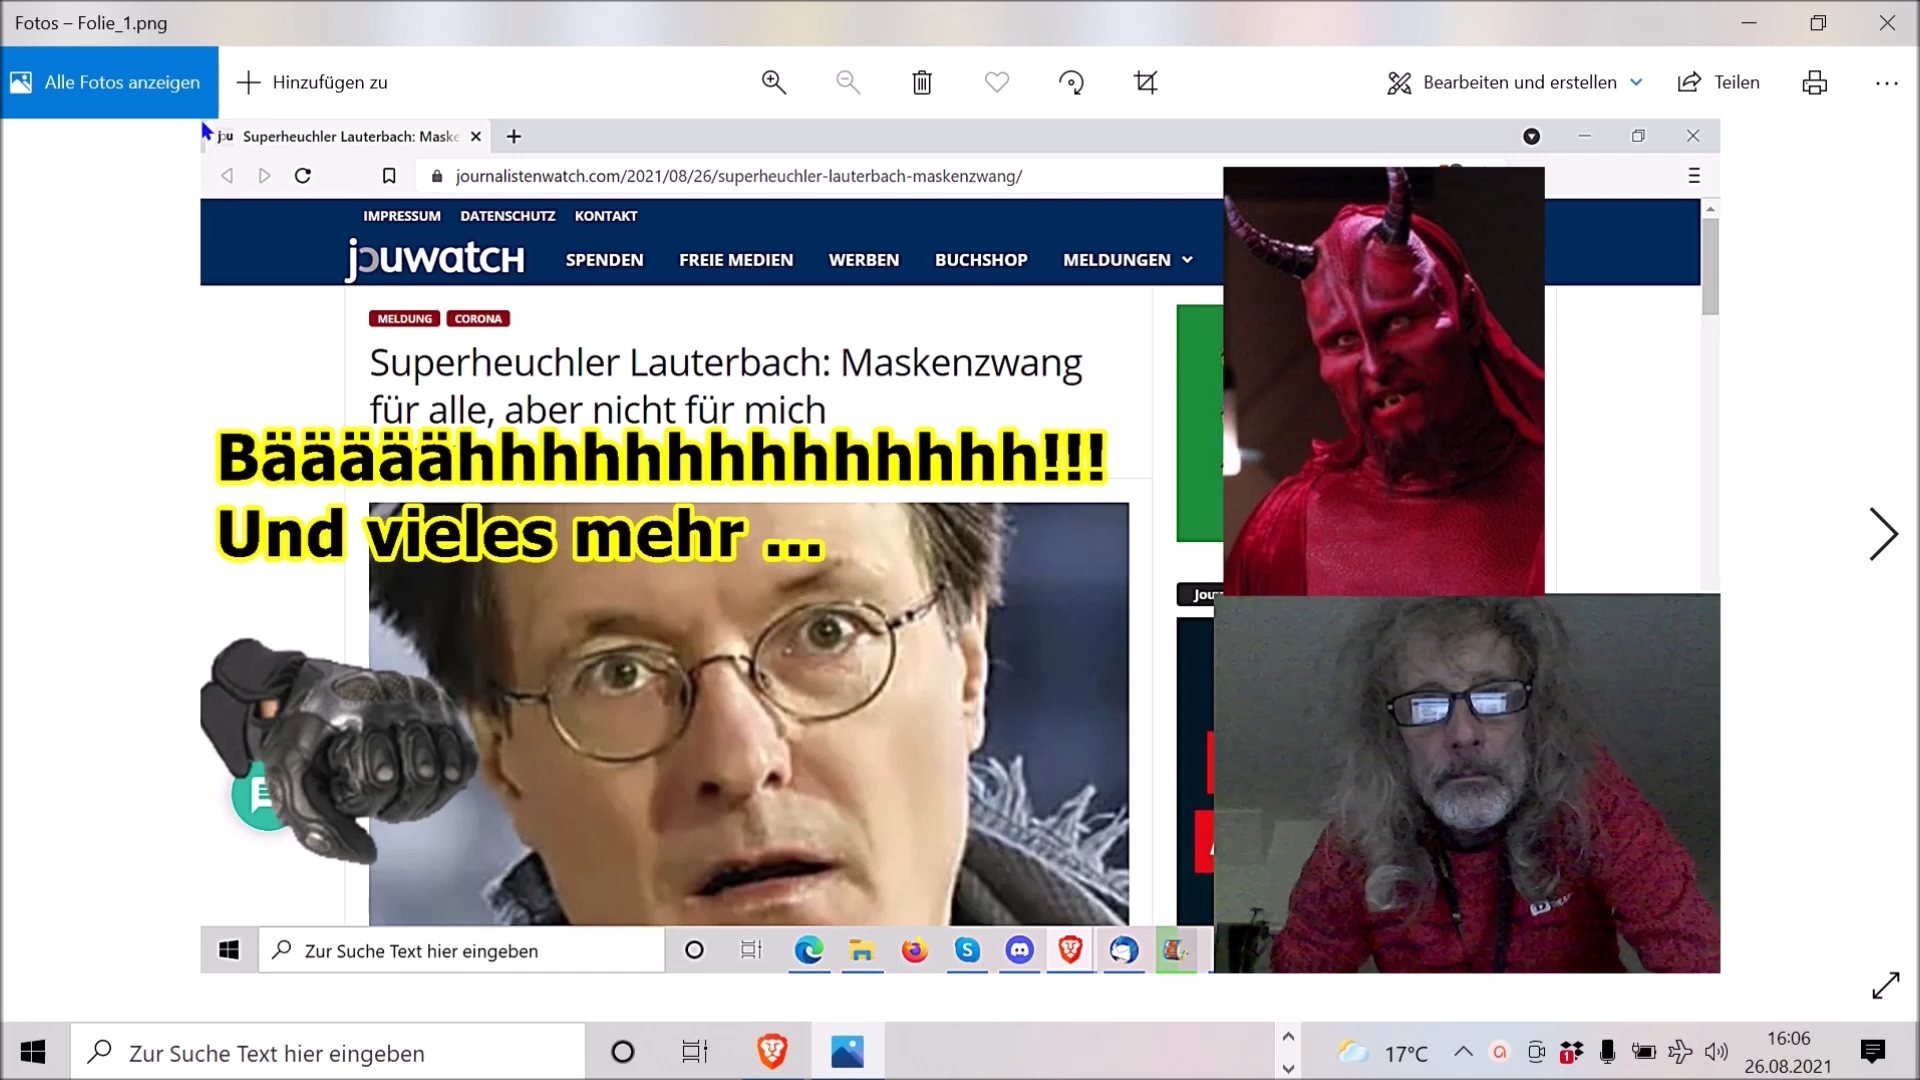 Fotos – Folie_1.png
Alle Fotos anzeigen
Hinzufügen zu
Bearbeiten und erstellen
Teilen
jou Superheuchler Lauterbach: Maske
journalistenwatch.com/2021/08/26/superheuchler-lauterbach-maskenzwang/
IMPRESSUM DATENSCHUTZ KONTAKT
jouwatch
SPENDEN FREIE MEDIEN WERBEN BUCHSHOP MELDUNGEN
MELDUNG CORONA
Superheuchler Lauterbach: Maskenzwang
für alle, aber nicht für mich
Bääääähhhhhhhhhhhhhhh!!!
Und vieles mehr ...
Jou
Zur Suche Text hier eingeben
Zur Suche Text hier eingeben
17°C
16:06
26.08.2021